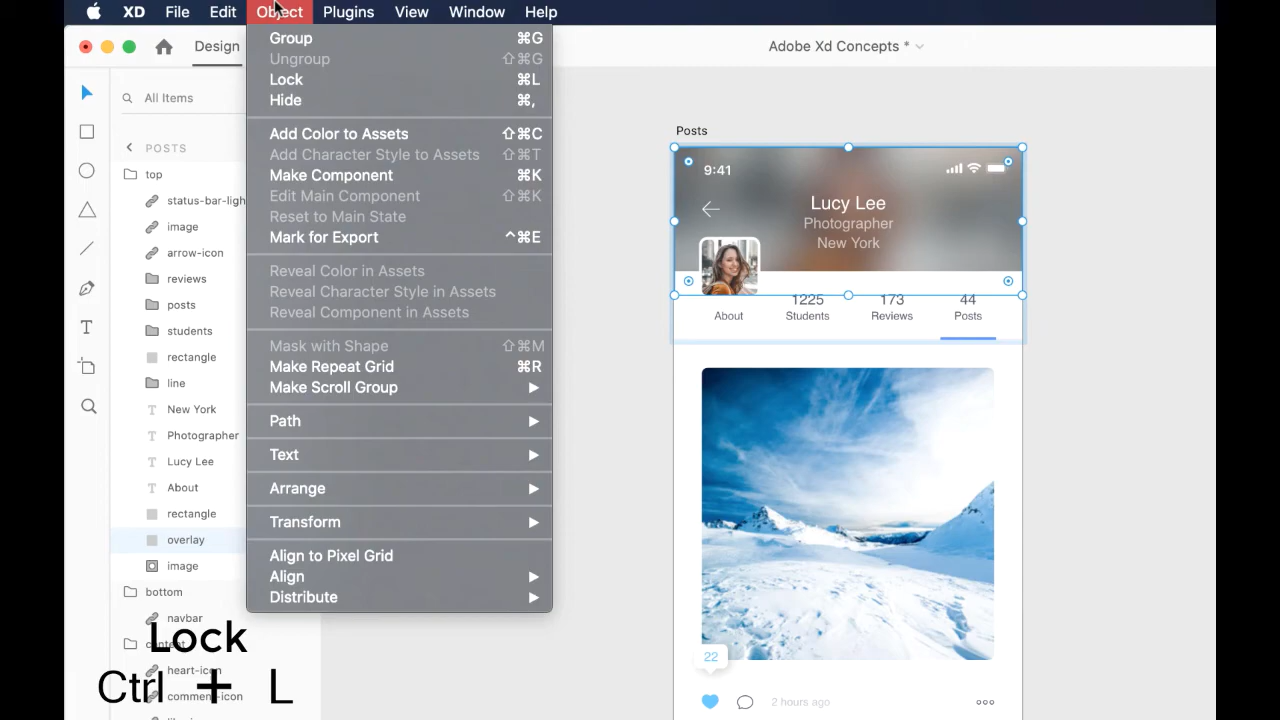 XD File Edit Object Plugins View Window Help
Design
Adobe Xd Concepts *
Group ⌘G
Ungroup ⇧⌘G
Lock ⌘L
Hide ⌘,
Add Color to Assets ⇧⌘C
Add Character Style to Assets ⇧⌘T
Make Component ⌘K
Edit Main Component ⇧⌘K
Reset to Main State
Mark for Export ^⌘E
Reveal Color in Assets
Reveal Character Style in Assets
Reveal Component in Assets
Mask with Shape ⇧⌘M
Make Repeat Grid ⌘R
Make Scroll Group
Path
Text
Arrange
Transform
Align to Pixel Grid
Align
Distribute
All Items
POSTS
top
status-bar-ligh
image
arrow-icon
reviews
posts
students
rectangle
line
New York
Photographer
Lucy Lee
About
rectangle
overlay
image
bottom
navbar
heart-icon
Lock
Ctrl + L
Posts
9:41
Lucy Lee
Photographer
New York
1225 173 44
About Students Reviews Posts
22
2 hours ago